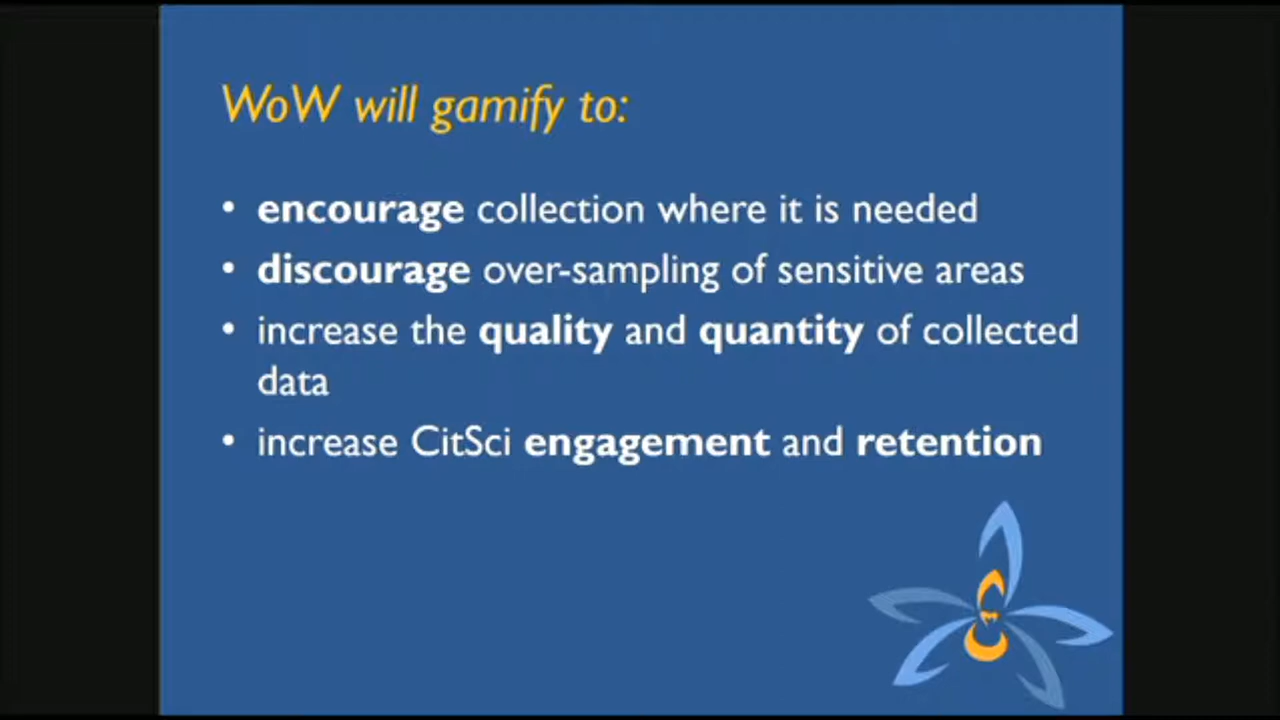 WoW will gamify to:
• encourage collection where it is needed
• discourage over-sampling of sensitive areas
• increase the quality and quantity of collected
data
• increase CitSci engagement and retention